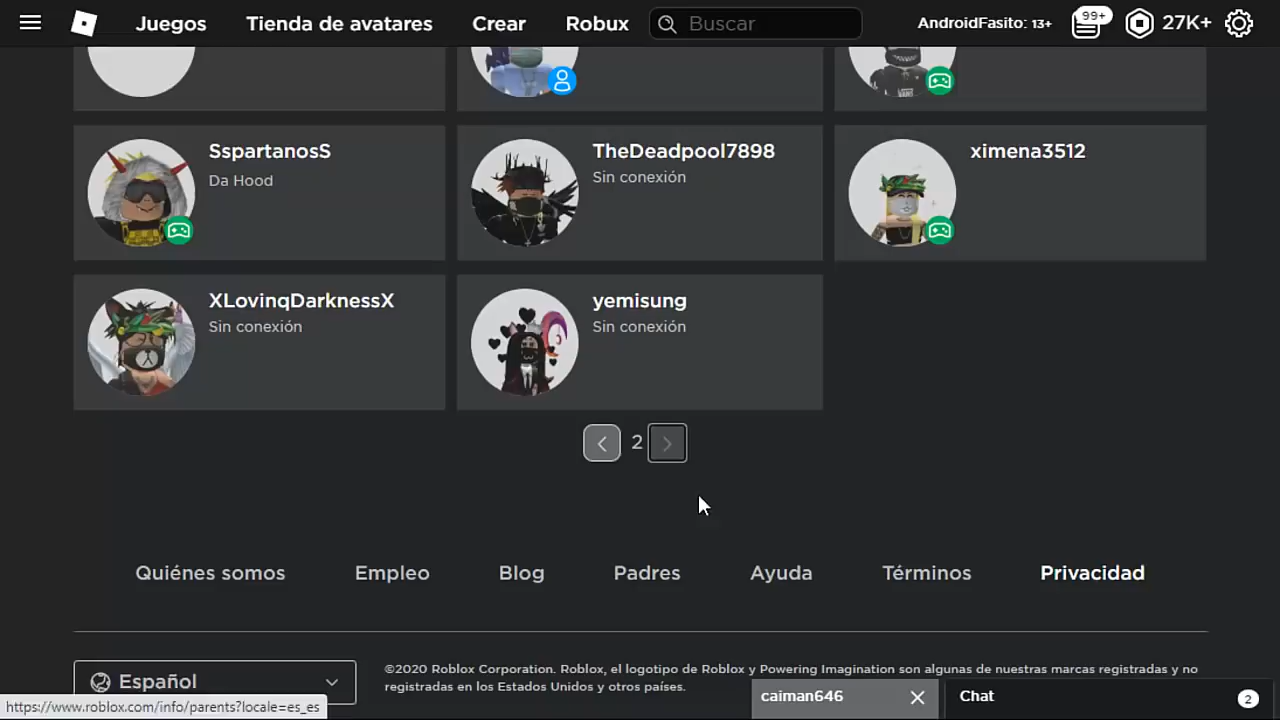 Juegos
Tienda de avatares
Crear
Robux
Buscar
AndroidFasito: 13+
99+
27K+
SspartanosS
Da Hood
TheDeadpool7898
Sin conexión
ximena3512
XLovinqDarknessX
Sin conexión
yemisung
Sin conexión
2
Quiénes somos
Empleo
Blog
Padres
Ayuda
Términos
Privacidad
Español
©2020 Roblox Corporation. Roblox, el logotipo de Roblox y Powering Imagination son algunas de nuestras marcas registradas y no
registradas en los Estados Unidos y otros países.
caiman646
Chat
2
https://www.roblox.com/info/parents?locale=es_es